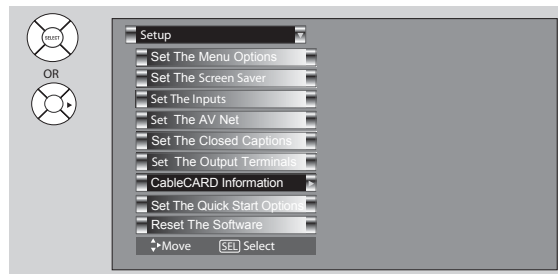 SELECT
OR
Setup
Set The Menu Options
Set The Screen Saver
Set The Inputs
Set The AV Net
Set The Closed Captions
Set The Output Terminals
CableCARD Information
Set The Quick Start Options
Reset The Software
Move SEL Select